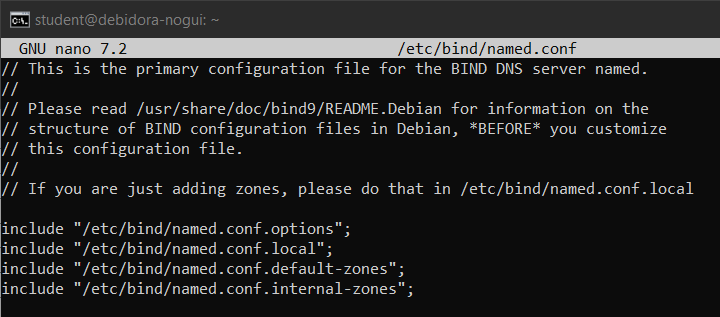 student@debidora-nogui: ~
GNU nano 7.2 /etc/bind/named.conf
// This is the primary configuration file for the BIND DNS server named.
//
// Please read /usr/share/doc/bind9/README.Debian for information on the
// structure of BIND configuration files in Debian, *BEFORE* you customize
// this configuration file.
//
// If you are just adding zones, please do that in /etc/bind/named.conf.local
include "/etc/bind/named.conf.options";
include "/etc/bind/named.conf.local";
include "/etc/bind/named.conf.default-zones";
include "/etc/bind/named.conf.internal-zones";